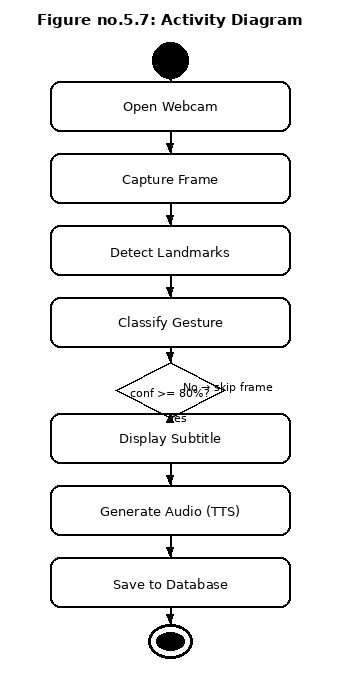 Figure no.5.7: Activity Diagram
Open Webcam
Capture Frame
Detect Landmarks
Classify Gesture
conf >= 80%?
No → skip frame
Yes
Display Subtitle
Generate Audio (TTS)
Save to Database